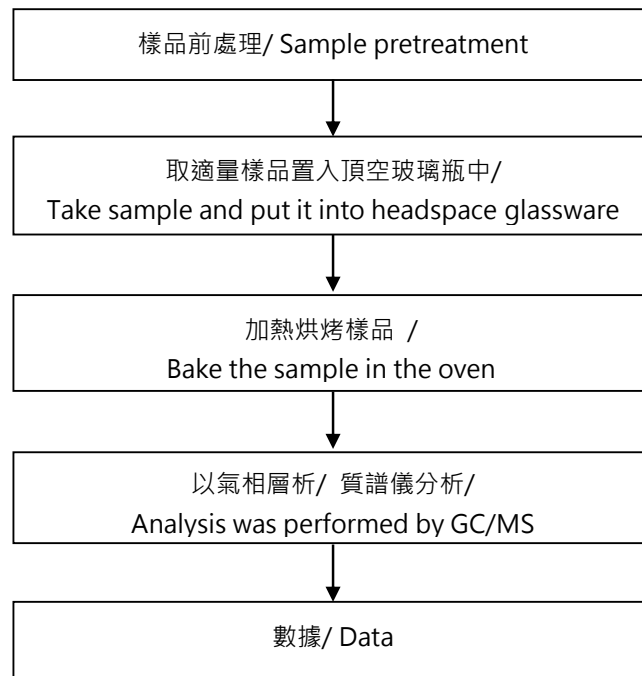 樣品前處理/ Sample pretreatment
取適量樣品置入頂空玻璃瓶中/
Take sample and put it into headspace glassware
加熱烘烤樣品 /
Bake the sample in the oven
以氣相層析/ 質譜儀分析/
Analysis was performed by GC/MS
數據/ Data